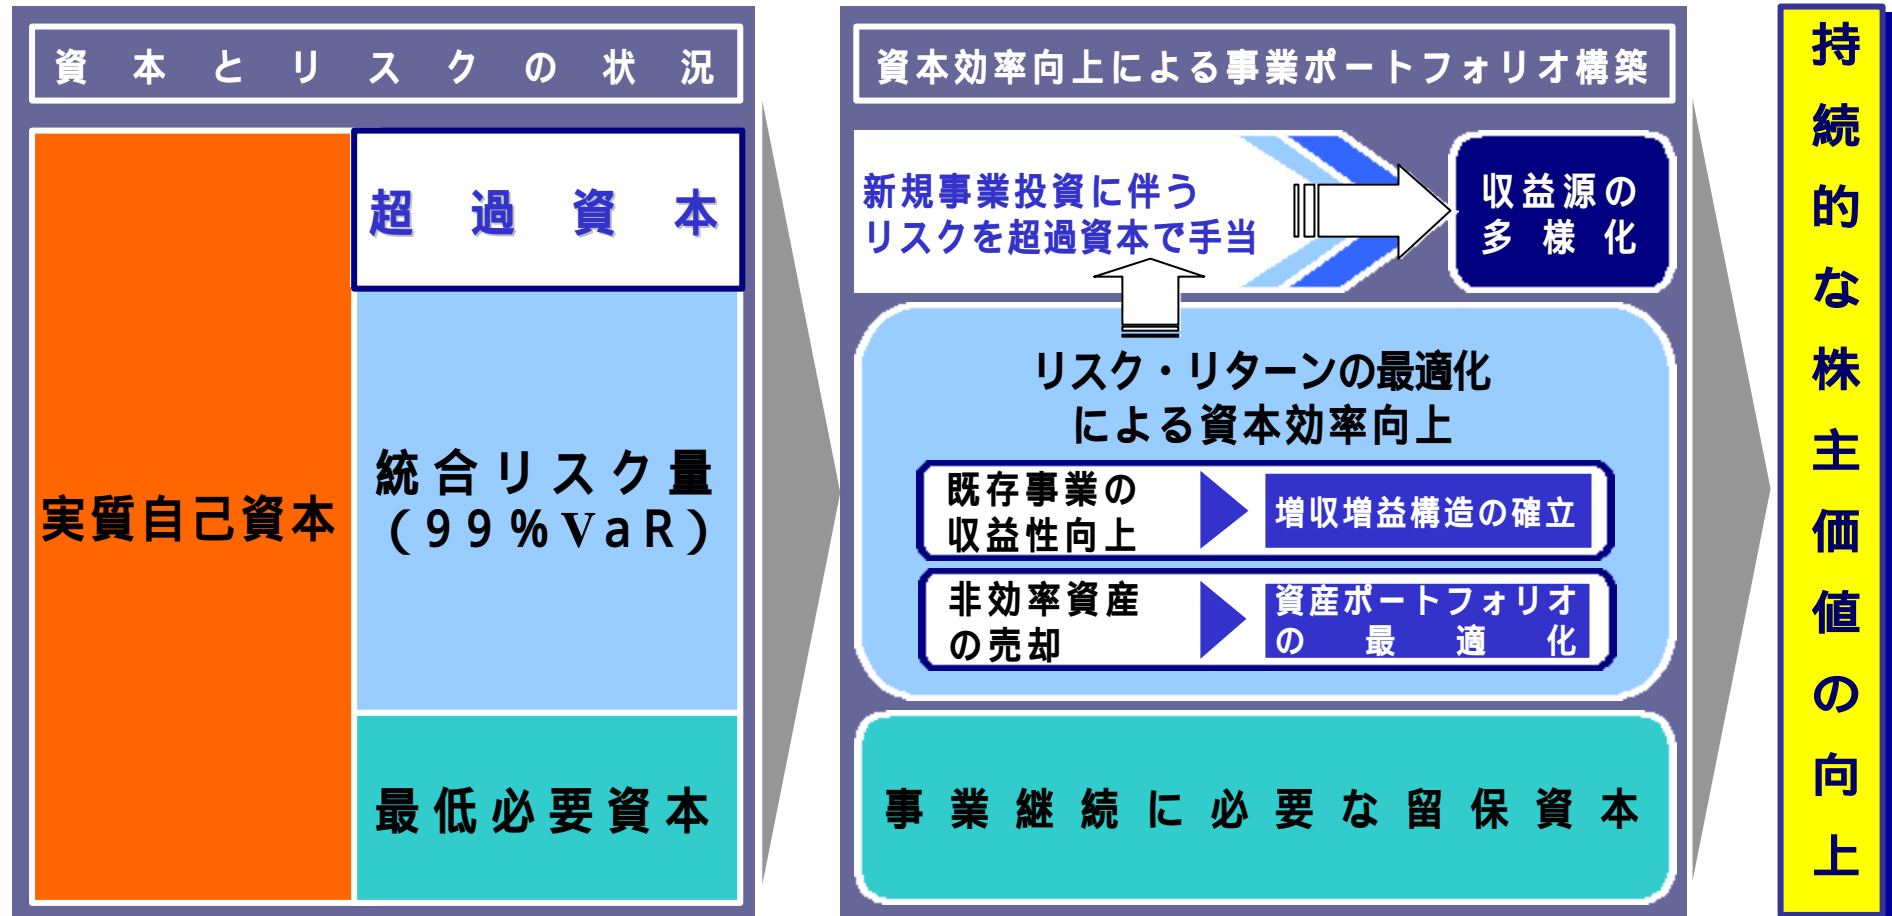 資本とリスクの状況
実質自己資本
超過資本
統合リスク量
(99%VaR)
最低必要資本
資本効率向上による事業ポートフォリオ構築
新規事業投資に伴う
リスクを超過資本で手当
収益源の
多様化
リスク・リターンの最適化
による資本効率向上
既存事業の
収益性向上
増収増益構造の確立
非効率資産
の売却
資産ポートフォリオ
の最適化
事業継続に必要な留保資本
持続的な株主価値の向上